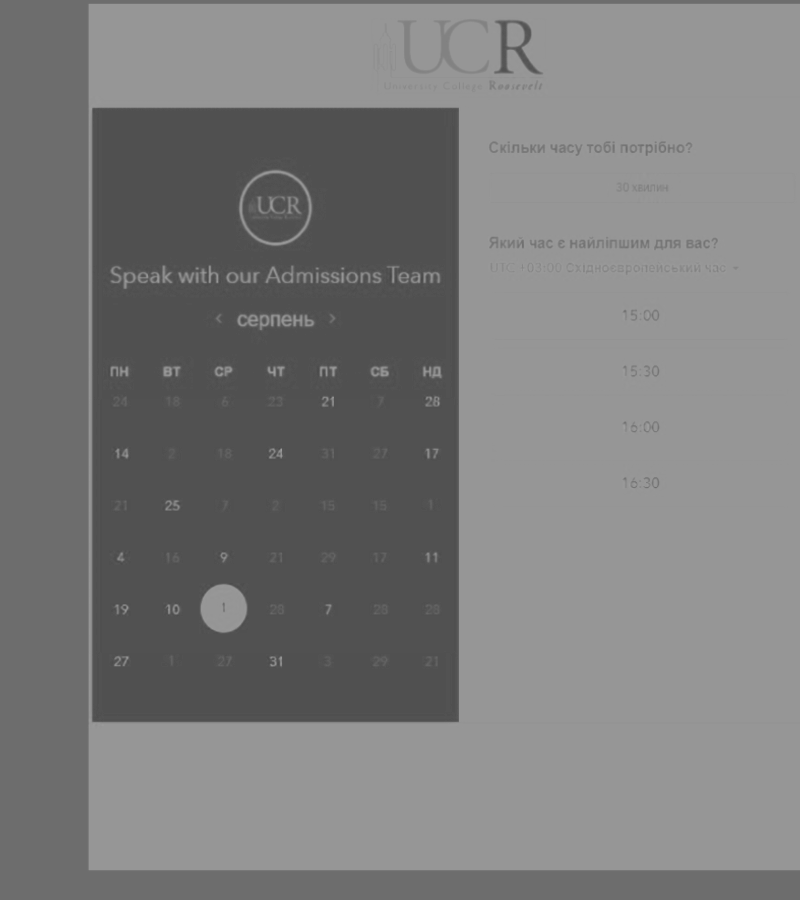 UCR
University College Roosevelt
UCR
Speak with our Admissions Team
< серпень >
ПН ВТ СР ЧТ ПТ СБ НД
24 18 6 22 21 7 28
14 2 18 24 31 27 17
21 25 7 2 15 15 1
4 16 9 21 29 17 11
19 10 1 28 7 28 28
27 1 27 31 3 29 21
Скільки часу тобі потрібно?
30 хвилин
Який час є найліпшим для вас?
UTC +03:00 Східноєвропейський час
15:00
15:30
16:00
16:30